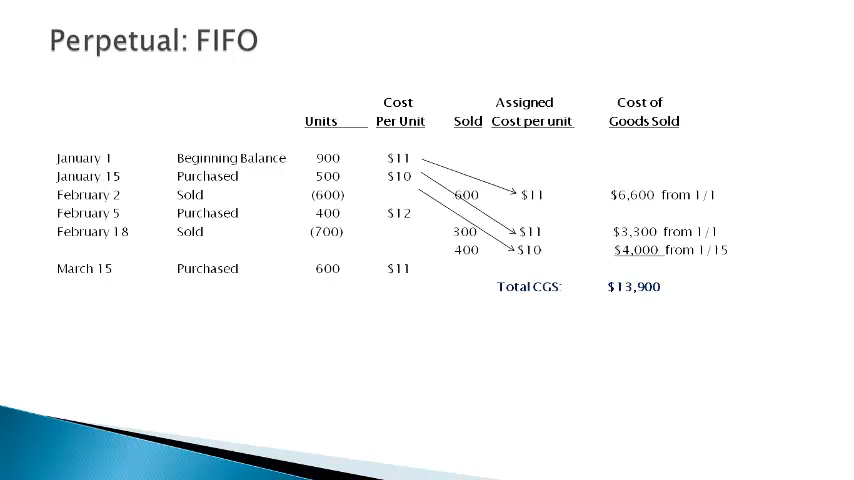 Perpetual: FIFO
Cost Assigned Cost of
Units Per Unit Sold Cost per unit Goods Sold
January 1 Beginning Balance 900 $11
January 15 Purchased 500 $10
February 2 Sold (600) 600 $11 $6,600 from 1/1
February 5 Purchased 400 $12
February 18 Sold (700) 300 $11 $3,300 from 1/1
400 $10 $4,000 from 1/15
March 15 Purchased 600 $11
Total CGS: $13,900